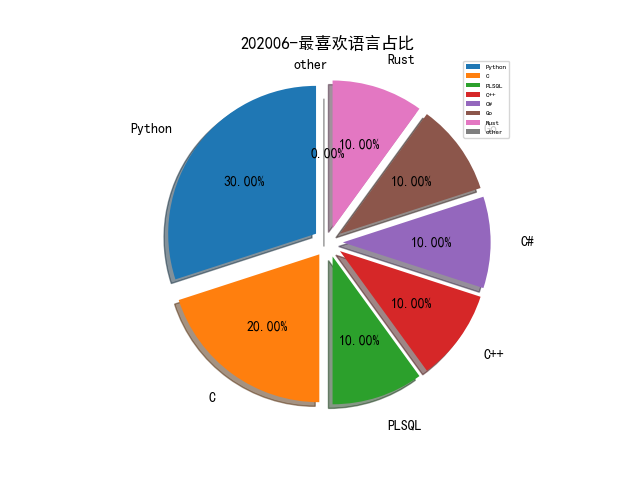 202006-最喜欢语言占比
other
Rust
Python
C
PLSQL
C++
C#
Go
Rust
other
Python
30.00%
0.00%
10.00%
10.00%
10.00%
C#
10.00%
20.00%
10.00%
C++
C
PLSQL